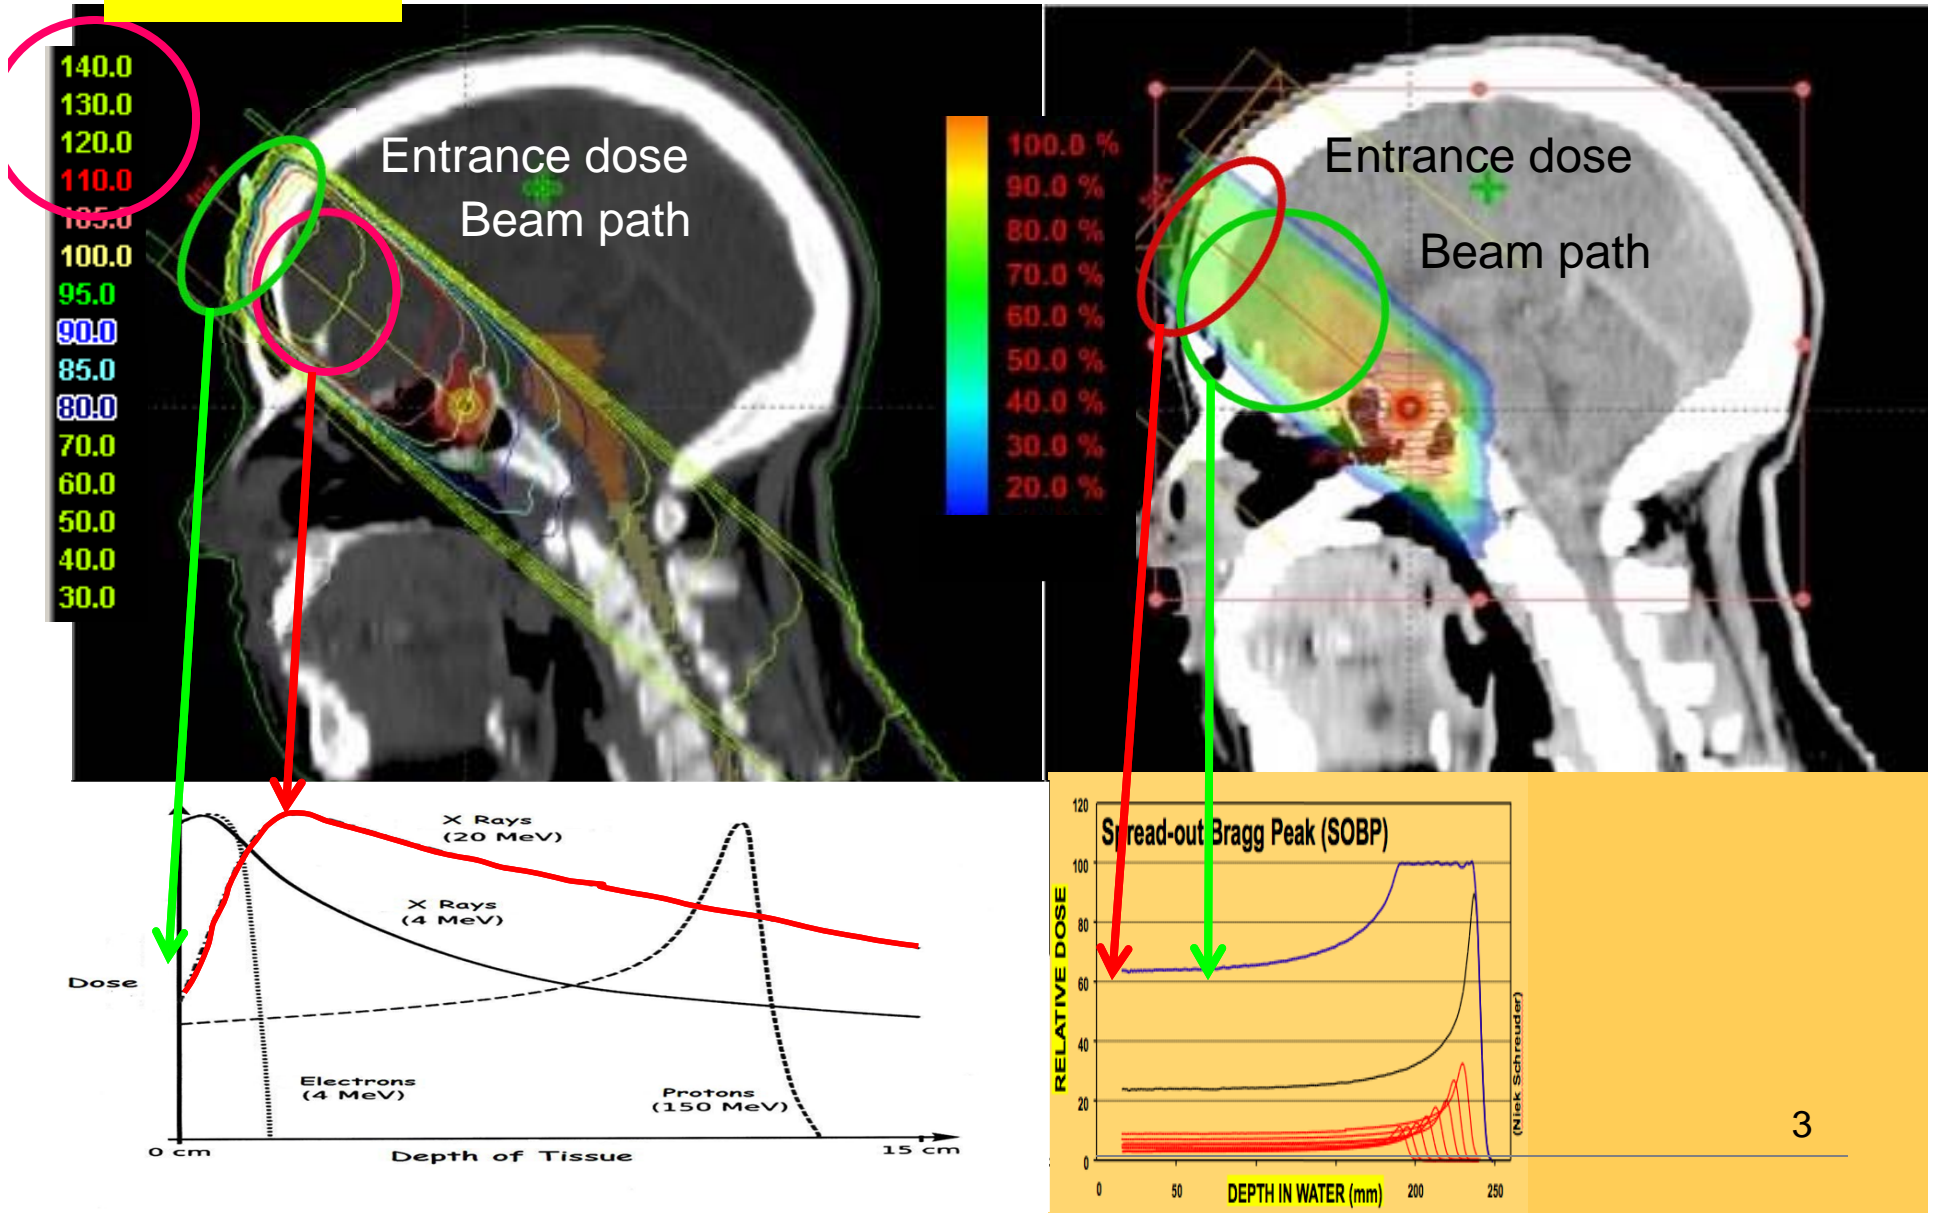 140.0
130.0
120.0
110.0
105.0
100.0
95.0
90.0
85.0
80.0
70.0
60.0
50.0
40.0
30.0
Entrance dose
Beam path
100.0 %
90.0 %
80.0 %
70.0 %
60.0 %
50.0 %
40.0 %
30.0 %
20.0 %
Entrance dose
Beam path
X Rays
(20 MeV)
X Rays
(4 MeV)
Dose
Electrons
(4 MeV)
Protons
(150 MeV)
0 cm
Depth of Tissue
15 cm
Spread-out Bragg Peak (SOBP)
RELATIVE DOSE
120
100
80
60
40
20
0
0
50
DEPTH IN WATER (mm)
200
250
(Niek Schreuder)
3